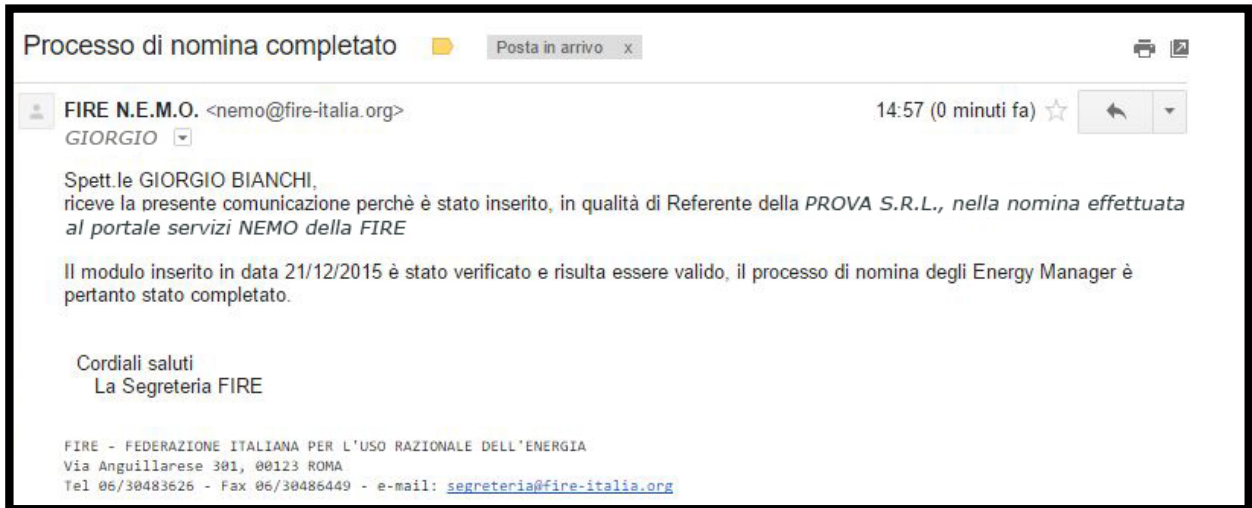 Processo di nomina completato Posta in arrivo x
FIRE N.E.M.O. <nemo@fire-italia.org> 14:57 (0 minuti fa)
GIORGIO
Spett.le GIORGIO BIANCHI,
riceve la presente comunicazione perchè è stato inserito, in qualità di Referente della PROVA S.R.L., nella nomina effettuata
al portale servizi NEMO della FIRE
Il modulo inserito in data 21/12/2015 è stato verificato e risulta essere valido, il processo di nomina degli Energy Manager è
pertanto stato completato.
Cordiali saluti
La Segreteria FIRE
FIRE - FEDERAZIONE ITALIANA PER L'USO RAZIONALE DELL'ENERGIA
Via Anguillarese 301, 00123 ROMA
Tel 06/30483626 - Fax 06/30486449 - e-mail: segreteria@fire-italia.org